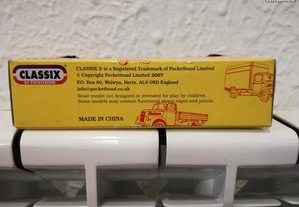 CLASSIX
BY POCKETBOND
CLASSIX ® is a Registered Trademark of Pocketbond Limited
© Copyright Pocketbond Limited 2007
P.O. Box 80, Welwyn, Herts. AL6 0ND England
info@pocketbond.co.uk
Scale model not designed or intended for play by children.
Some models may contain functional sharp edges and points.
MADE IN CHINA